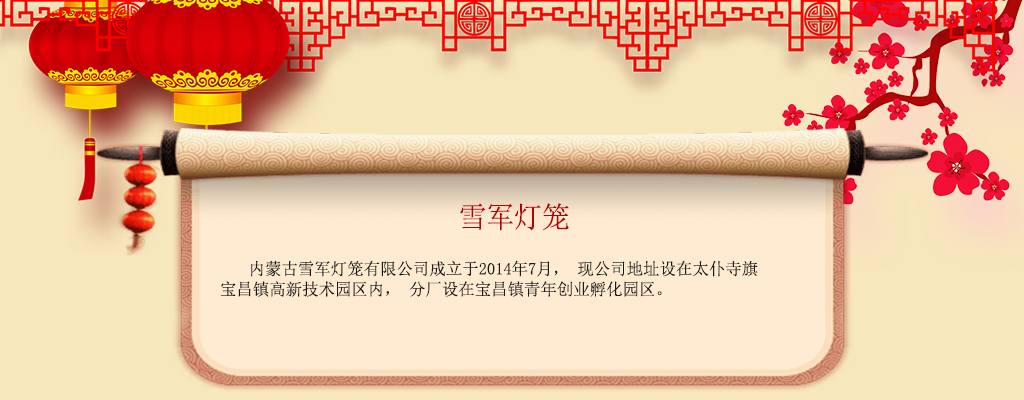 雪军灯笼
内蒙古雪军灯笼有限公司成立于2014年7月， 现公司地址设在太仆寺旗
宝昌镇高新技术园区内， 分厂设在宝昌镇青年创业孵化园区。